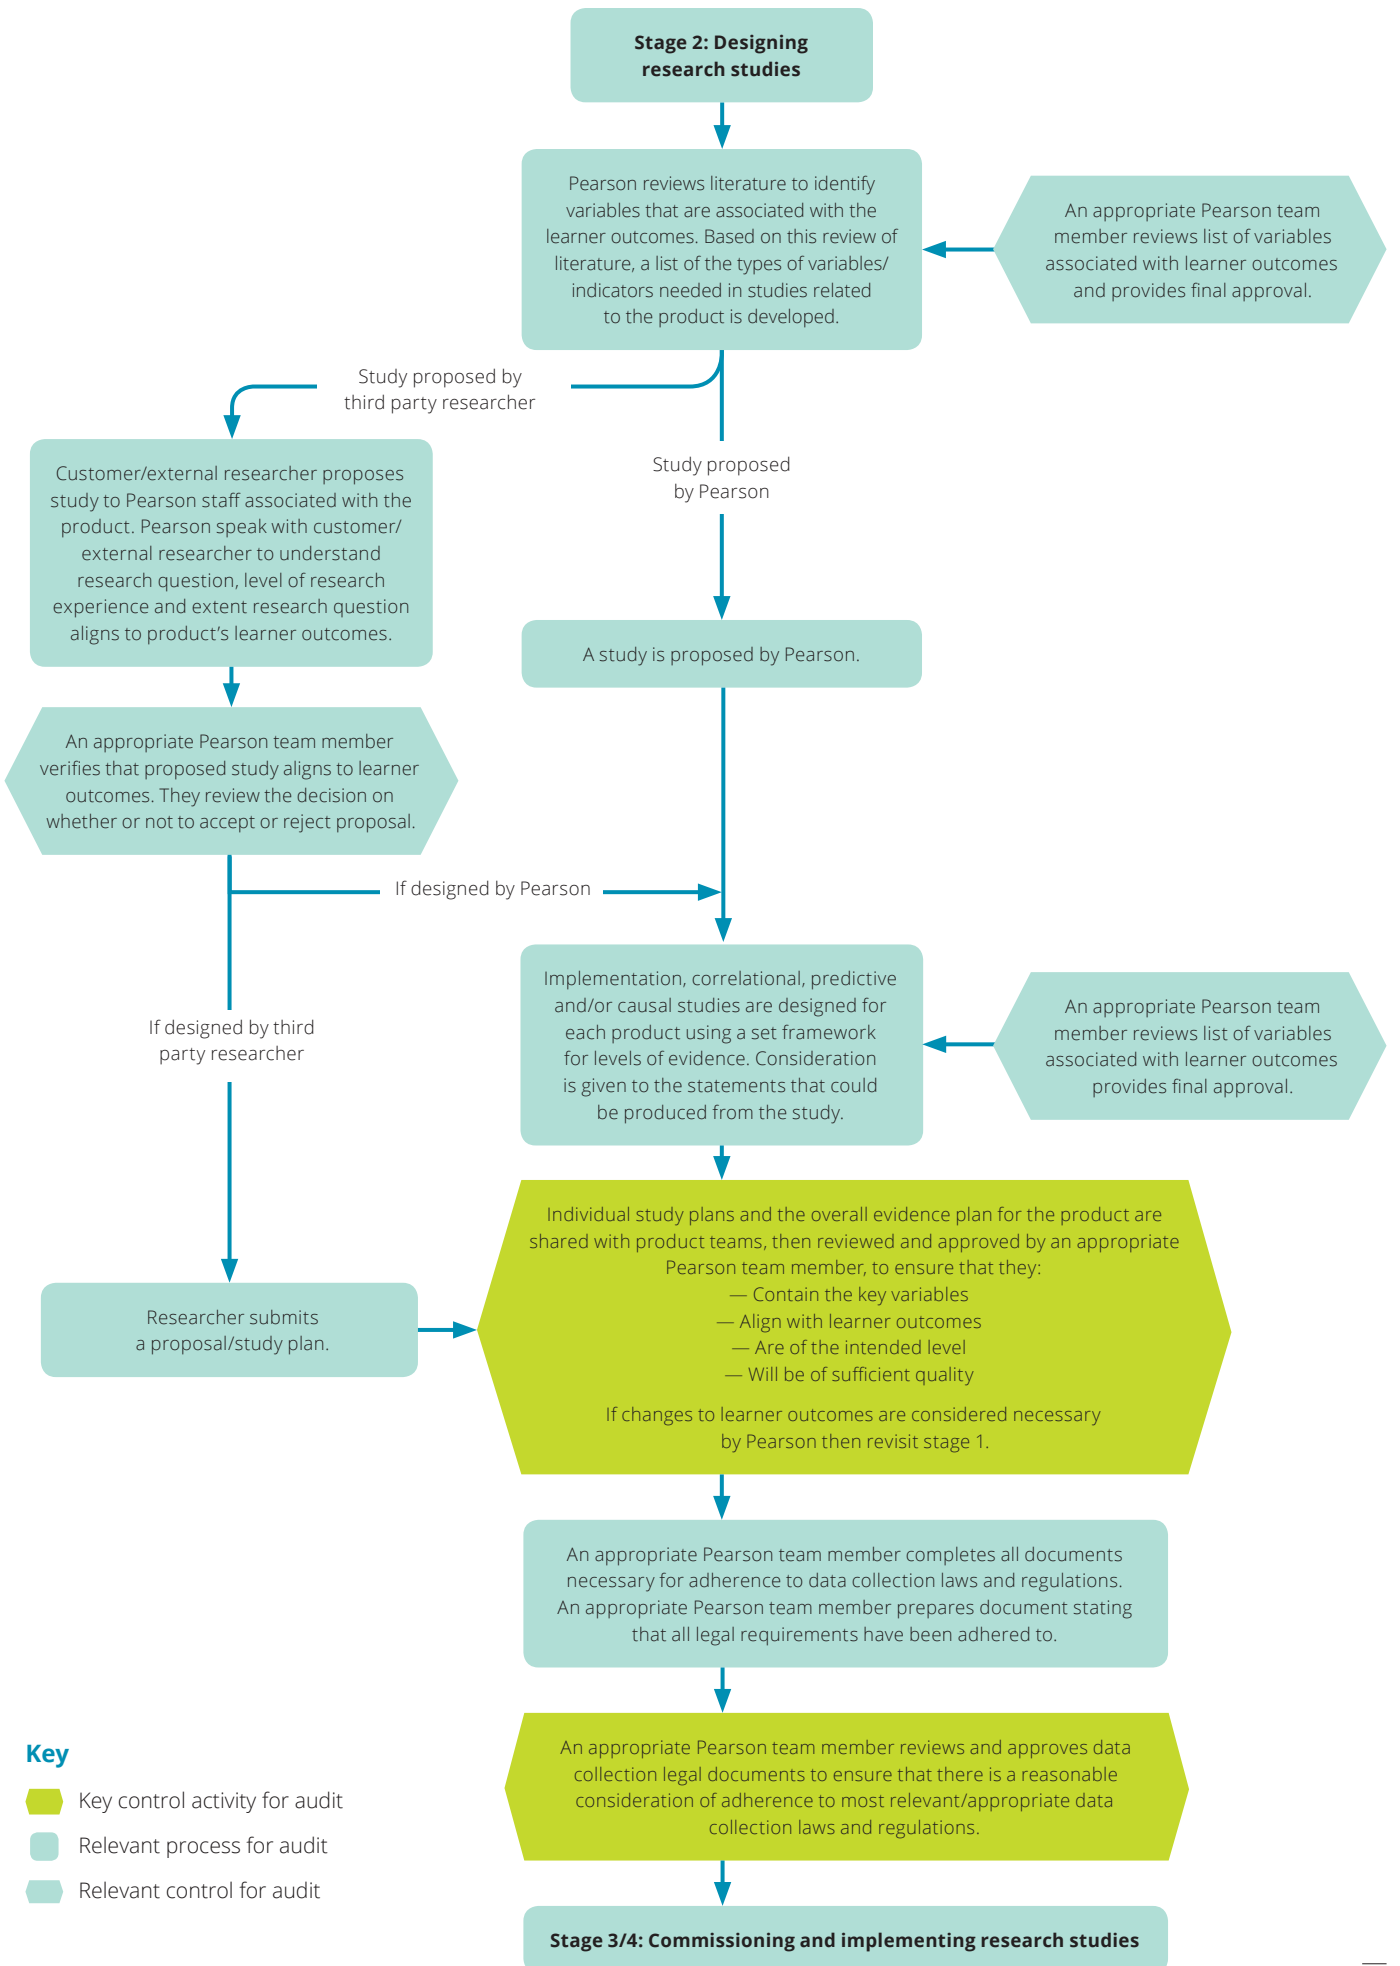 Stage 2: Designing
research studies
Pearson reviews literature to identify
variables that are associated with the
learner outcomes. Based on this review of
literature, a list of the types of variables/
indicators needed in studies related
to the product is developed.
An appropriate Pearson team
member reviews list of variables
associated with learner outcomes
and provides final approval.
Study proposed by
third party researcher
Study proposed
by Pearson
Customer/external researcher proposes
study to Pearson staff associated with the
product. Pearson speak with customer/
external researcher to understand
research question, level of research
experience and extent research question
aligns to product’s learner outcomes.
A study is proposed by Pearson.
An appropriate Pearson team member
verifies that proposed study aligns to learner
outcomes. They review the decision on
whether or not to accept or reject proposal.
If designed by Pearson
If designed by third
party researcher
Implementation, correlational, predictive
and/or causal studies are designed for
each product using a set framework
for levels of evidence. Consideration
is given to the statements that could
be produced from the study.
An appropriate Pearson team
member reviews list of variables
associated with learner outcomes
provides final approval.
Researcher submits
a proposal/study plan.
Individual study plans and the overall evidence plan for the product are
shared with product teams, then reviewed and approved by an appropriate
Pearson team member, to ensure that they:
— Contain the key variables
— Align with learner outcomes
— Are of the intended level
— Will be of sufficient quality
If changes to learner outcomes are considered necessary
by Pearson then revisit stage 1.
An appropriate Pearson team member completes all documents
necessary for adherence to data collection laws and regulations.
An appropriate Pearson team member prepares document stating
that all legal requirements have been adhered to.
An appropriate Pearson team member reviews and approves data
collection legal documents to ensure that there is a reasonable
consideration of adherence to most relevant/appropriate data
collection laws and regulations.
Key
Key control activity for audit
Relevant process for audit
Relevant control for audit
Stage 3/4: Commissioning and implementing research studies